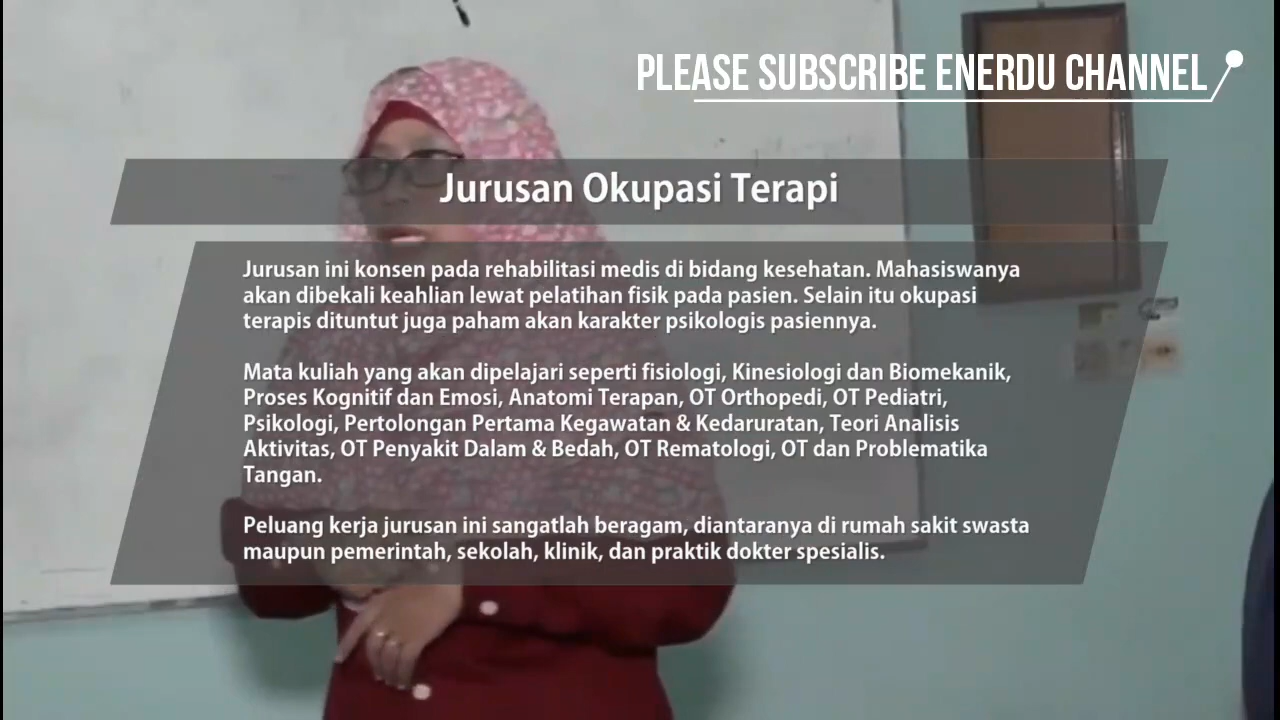 PLEASE SUBSCRIBE ENERDU CHANNEL
Jurusan Okupasi Terapi
Jurusan ini konsen pada rehabilitasi medis di bidang kesehatan. Mahasiswanya
akan dibekali keahlian lewat pelatihan fisik pada pasien. Selain itu okupasi
terapis dituntut juga paham akan karakter psikologis pasiennya.
Mata kuliah yang akan dipelajari seperti fisiologi, Kinesiologi dan Biomekanik,
Proses Kognitif dan Emosi, Anatomi Terapan, OT Orthopedi, OT Pediatri,
Psikologi, Pertolongan Pertama Kegawatan & Kedaruratan, Teori Analisis
Aktivitas, OT Penyakit Dalam & Bedah, OT Rematologi, OT dan Problematika
Tangan.
Peluang kerja jurusan ini sangatlah beragam, diantaranya di rumah sakit swasta
maupun pemerintah, sekolah, klinik, dan praktik dokter spesialis.